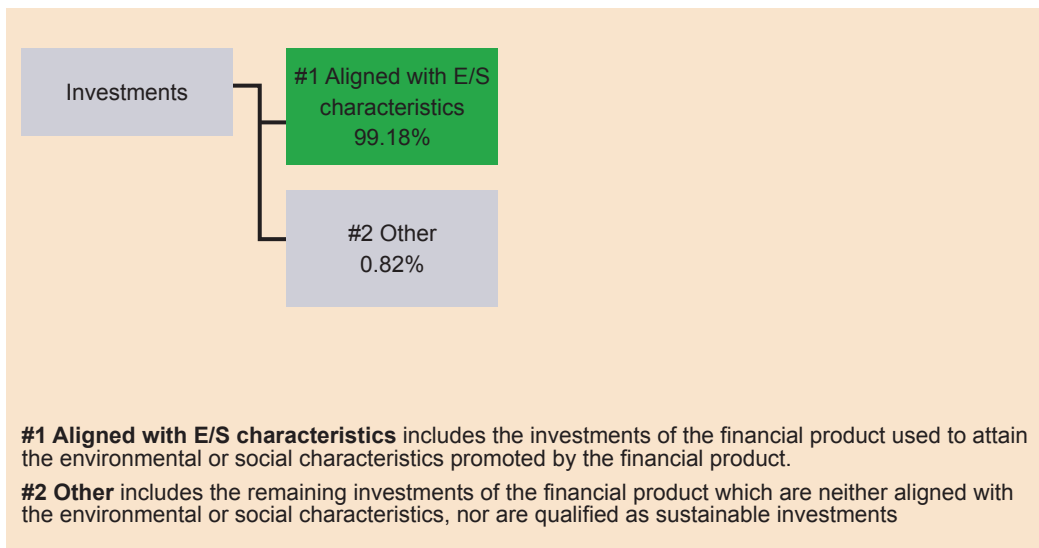 Investments
#1 Aligned with E/S
characteristics
99.18%
#2 Other
0.82%
#1 Aligned with E/S characteristics includes the investments of the financial product used to attain
the environmental or social characteristics promoted by the financial product.
#2 Other includes the remaining investments of the financial product which are neither aligned with
the environmental or social characteristics, nor are qualified as sustainable investments